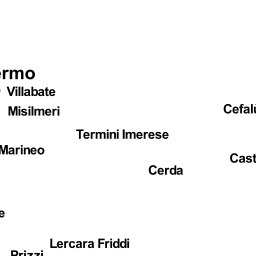 ermo
Villabate
Misilmeri
Cefalù
Termini Imerese
Marineo
Cast
Cerda
e
Lercara Friddi
Prizzi